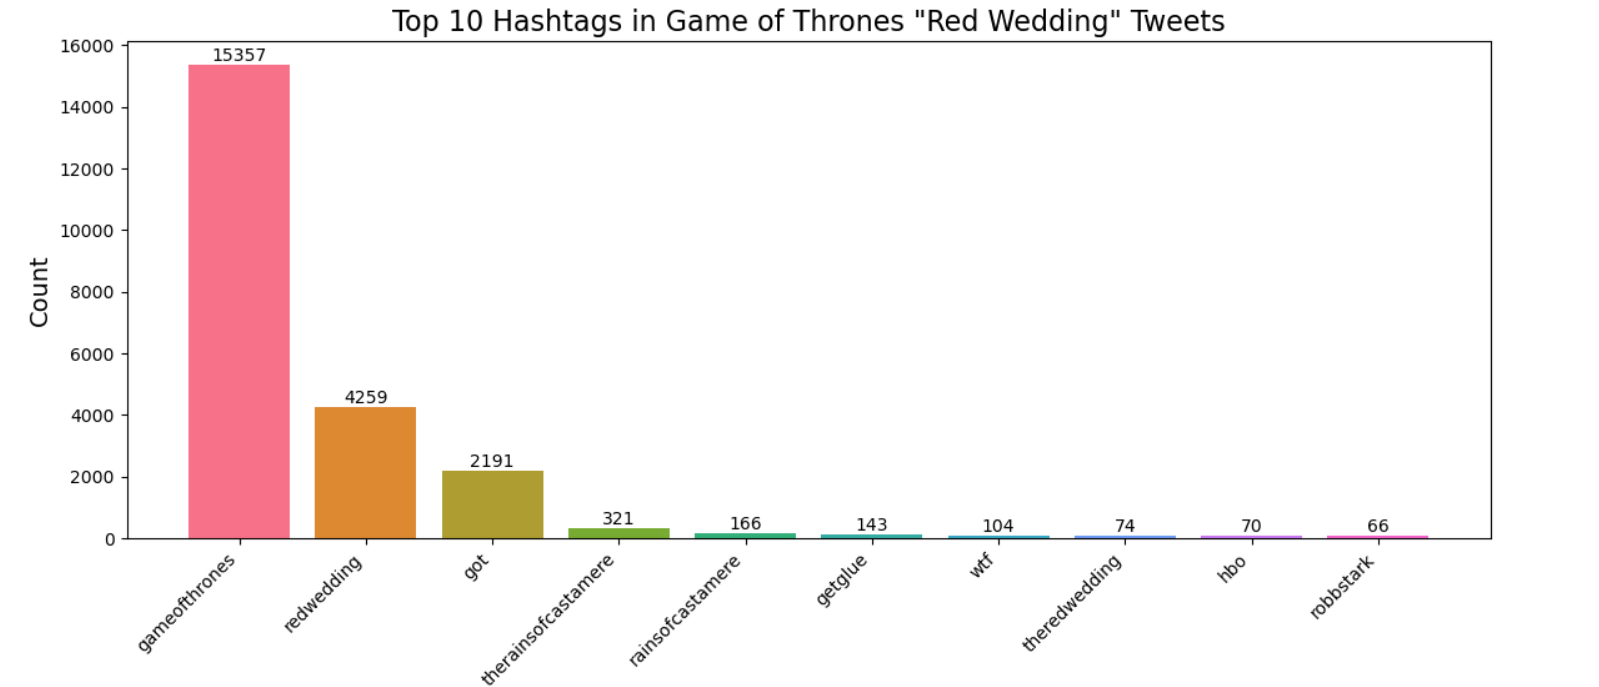 Top 10 Hashtags in Game of Thrones "Red Wedding" Tweets
Count
16000
14000
12000
10000
8000
6000
4000
2000
0
15357
4259
2191
321
166
143
104
74
70
66
gameofthrones
redwedding
got
therainsofcastamere
rainsofcastamere
getglue
wtf
theredwedding
hbo
robbstark